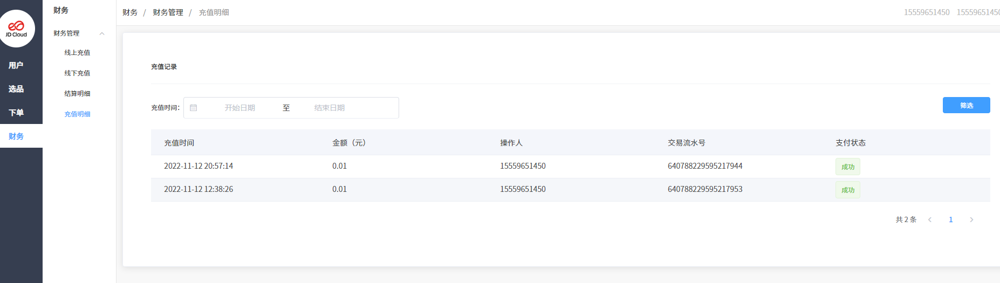 JD Cloud
用户
选品
下单
财务
财务
财务管理
线上充值
线下充值
结算明细
充值明细
财务 / 财务管理 / 充值明细
15559651450 15559651450
充值记录
充值时间: 开始日期 至 结束日期
筛选
充值时间 金额（元） 操作人 交易流水号 支付状态
2022-11-12 20:57:14 0.01 15559651450 640788229595217944 成功
2022-11-12 12:38:26 0.01 15559651450 640788229595217953 成功
共 2 条 1